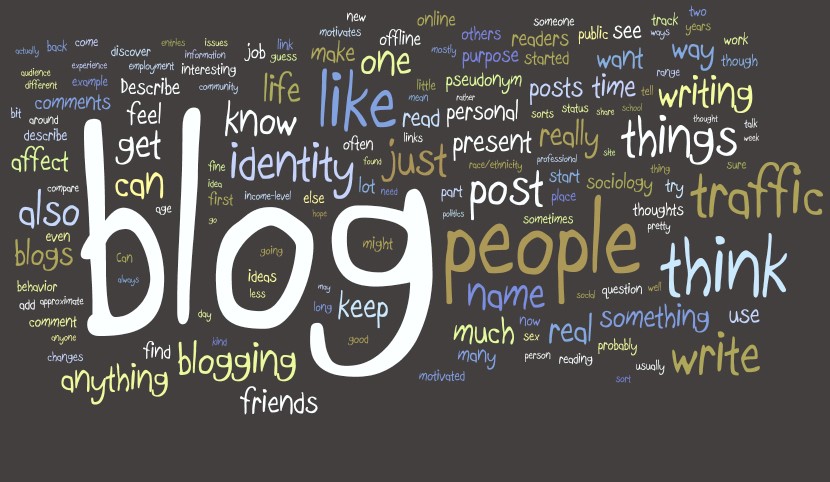 two
new
online
someone
track
years
motivates
others
public
see
ways
work
entries
issues
job
link
offline
readers
actually
back
come
discover
information
guess
make
one
mostly
purpose
started
want
way
though
audience
experience
employment
interesting
range
different
example
Describe
community
life
like
little
pseudonym
posts
time
tell
writing
comments
mean
rather
bit
around
feel
know
read
personal
sorts
status
share
school
thought
describe
get
often
links
present
really
things
talk
week
affect
fine
identity
found
just
race/ethnicity
professional
site
thing
sure
can
idea
lot
need
part
post
start
sociology
try
traffic
compare
first
income-level
else
place
also
age
go
hope
politics
sometimes
thoughts
pretty
even
blog
people
think
blogs
Can
going
might
always
ideas
less
behavior
may
name
social
question
well
add
approximate
long
keep
day
comment
much
now
real
something
use
anyone
kind
good
sex
changes
find
blogging
many
person
reading
probably
usually
write
anything
motivated
sort
friends